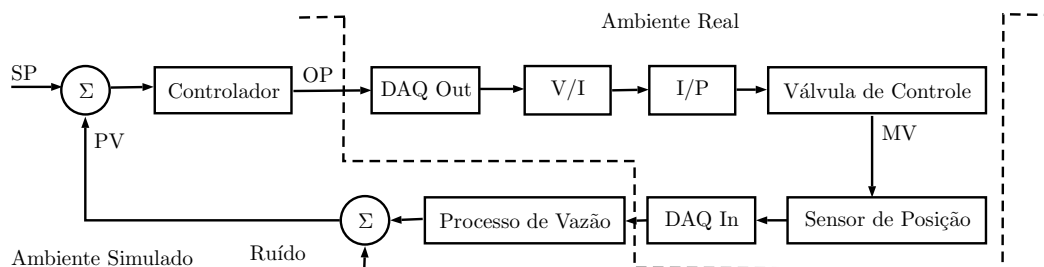 Ambiente Real
SP
Σ
Controlador
OP
DAQ Out
V/I
I/P
Válvula de Controle
PV
MV
Σ
Processo de Vazão
DAQ In
Sensor de Posição
Ambiente Simulado
Ruído